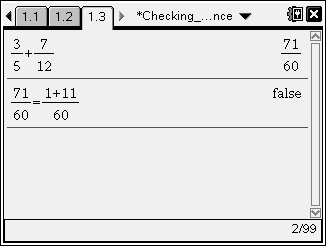 1.1 1.2 1.3 *Checking_...nce
3/5+7/12 71/60
71/60=1+11/60 false
2/99